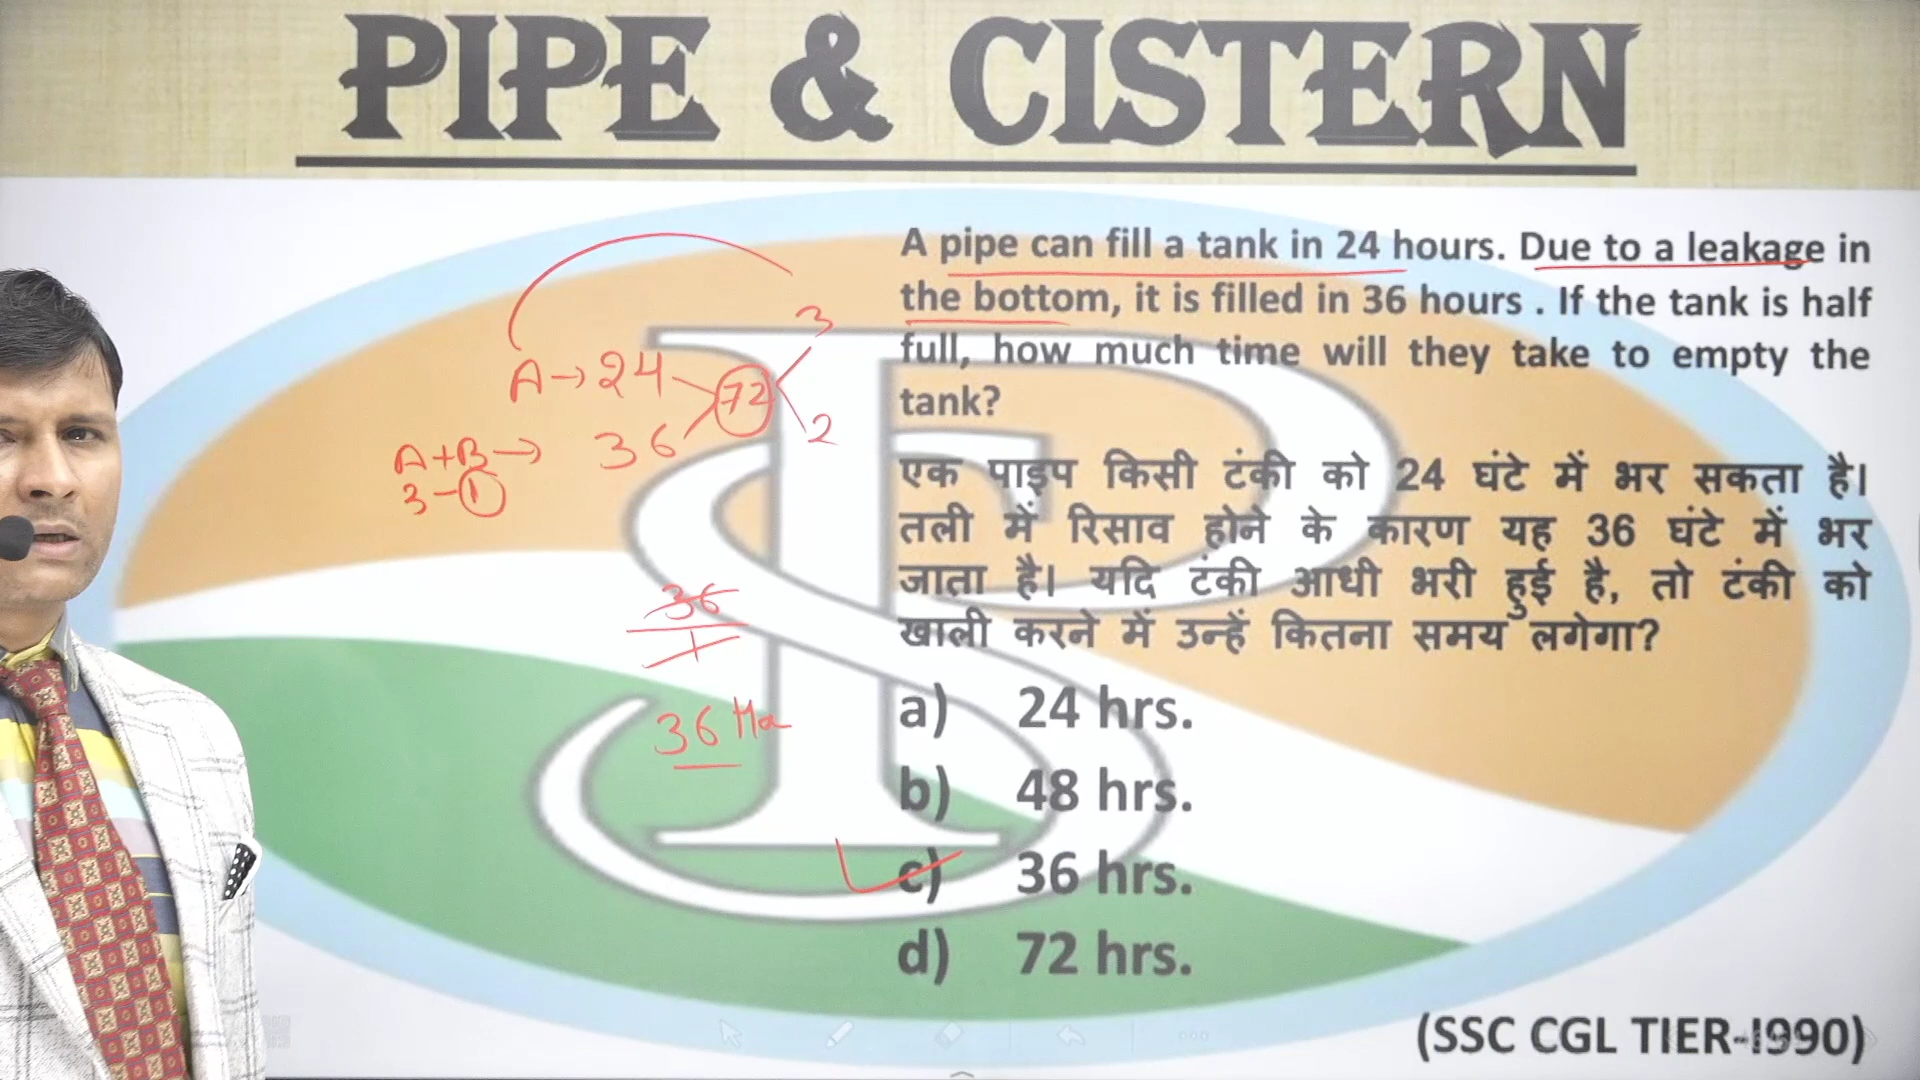 PIPE & CISTERN
A pipe can fill a tank in 24 hours. Due to a leakage in
the bottom, it is filled in 36 hours . If the tank is half
full, how much time will they take to empty the
tank?
एक पाइप किसी टंकी को 24 घंटे में भर सकता है।
तली में रिसाव होने के कारण यह 36 घंटे में भर
जाता है। यदि टंकी आधी भरी हुई है, तो टंकी को
खाली करने में उन्हें कितना समय लगेगा?
a) 24 hrs.
b) 48 hrs.
c) 36 hrs.
d) 72 hrs.
(SSC CGL TIER-I990)
A→24 72 3
A+B→ 36 2
3-1
36
1
36